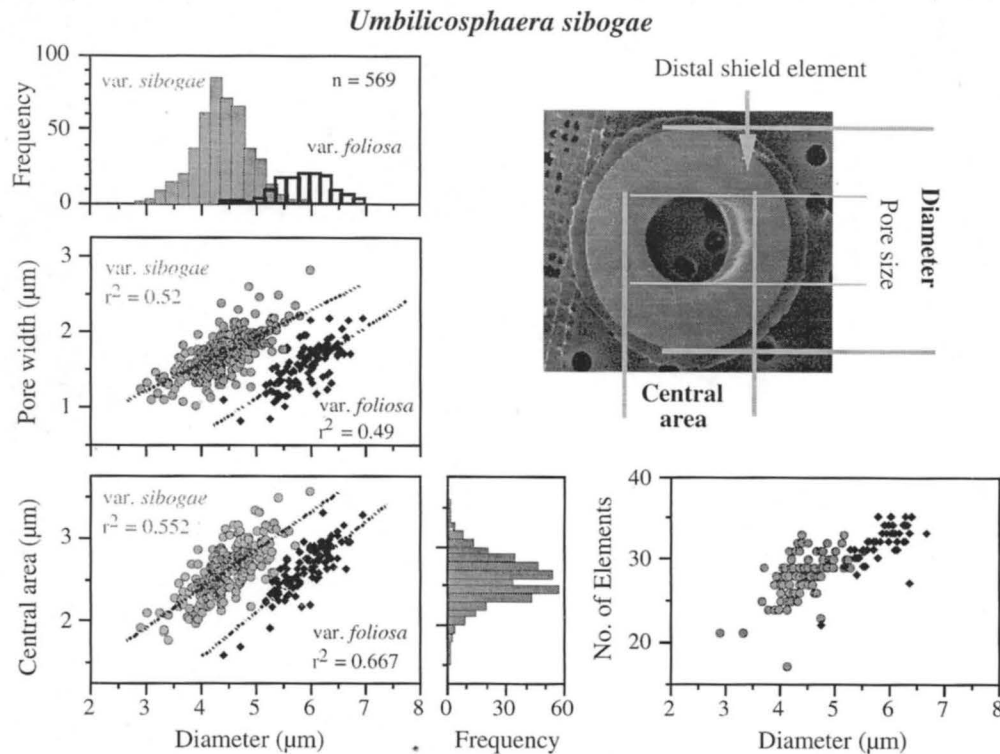 Umbilicosphaera sibogae
100
50
0
Frequency
var. sibogae
n = 569
var. foliosa
Distal shield element
Diameter
Pore size
Central
area
3
2
1
Pore width (µm)
var. sibogae
r² = 0.52
var. foliosa
r² = 0.49
3
2
Central area (µm)
var. sibogae
r² = 0.552
var. foliosa
r² = 0.667
2 3 4 5 6 7 8
Diameter (µm)
0 60
Frequency
40
30
20
No. of Elements
2 3 4 5 6 7 8
Diameter (µm)